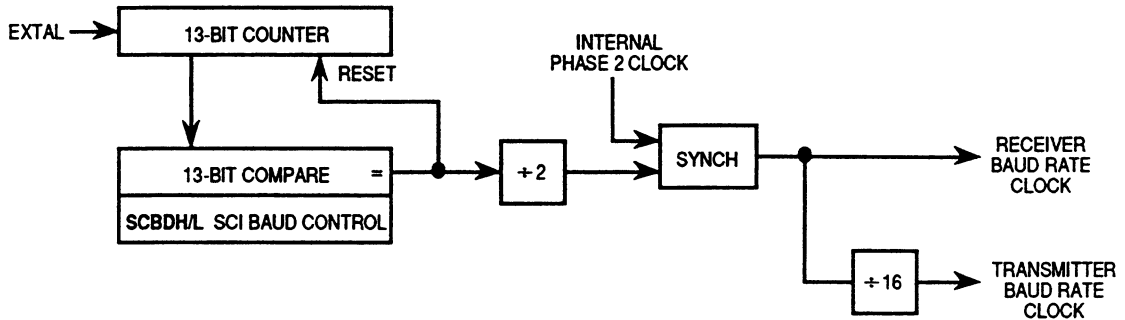 EXTAL
13-BIT COUNTER
RESET
INTERNAL
PHASE 2 CLOCK
13-BIT COMPARE =
SCBDH/L SCI BAUD CONTROL
÷2
SYNCH
RECEIVER
BAUD RATE
CLOCK
÷16
TRANSMITTER
BAUD RATE
CLOCK